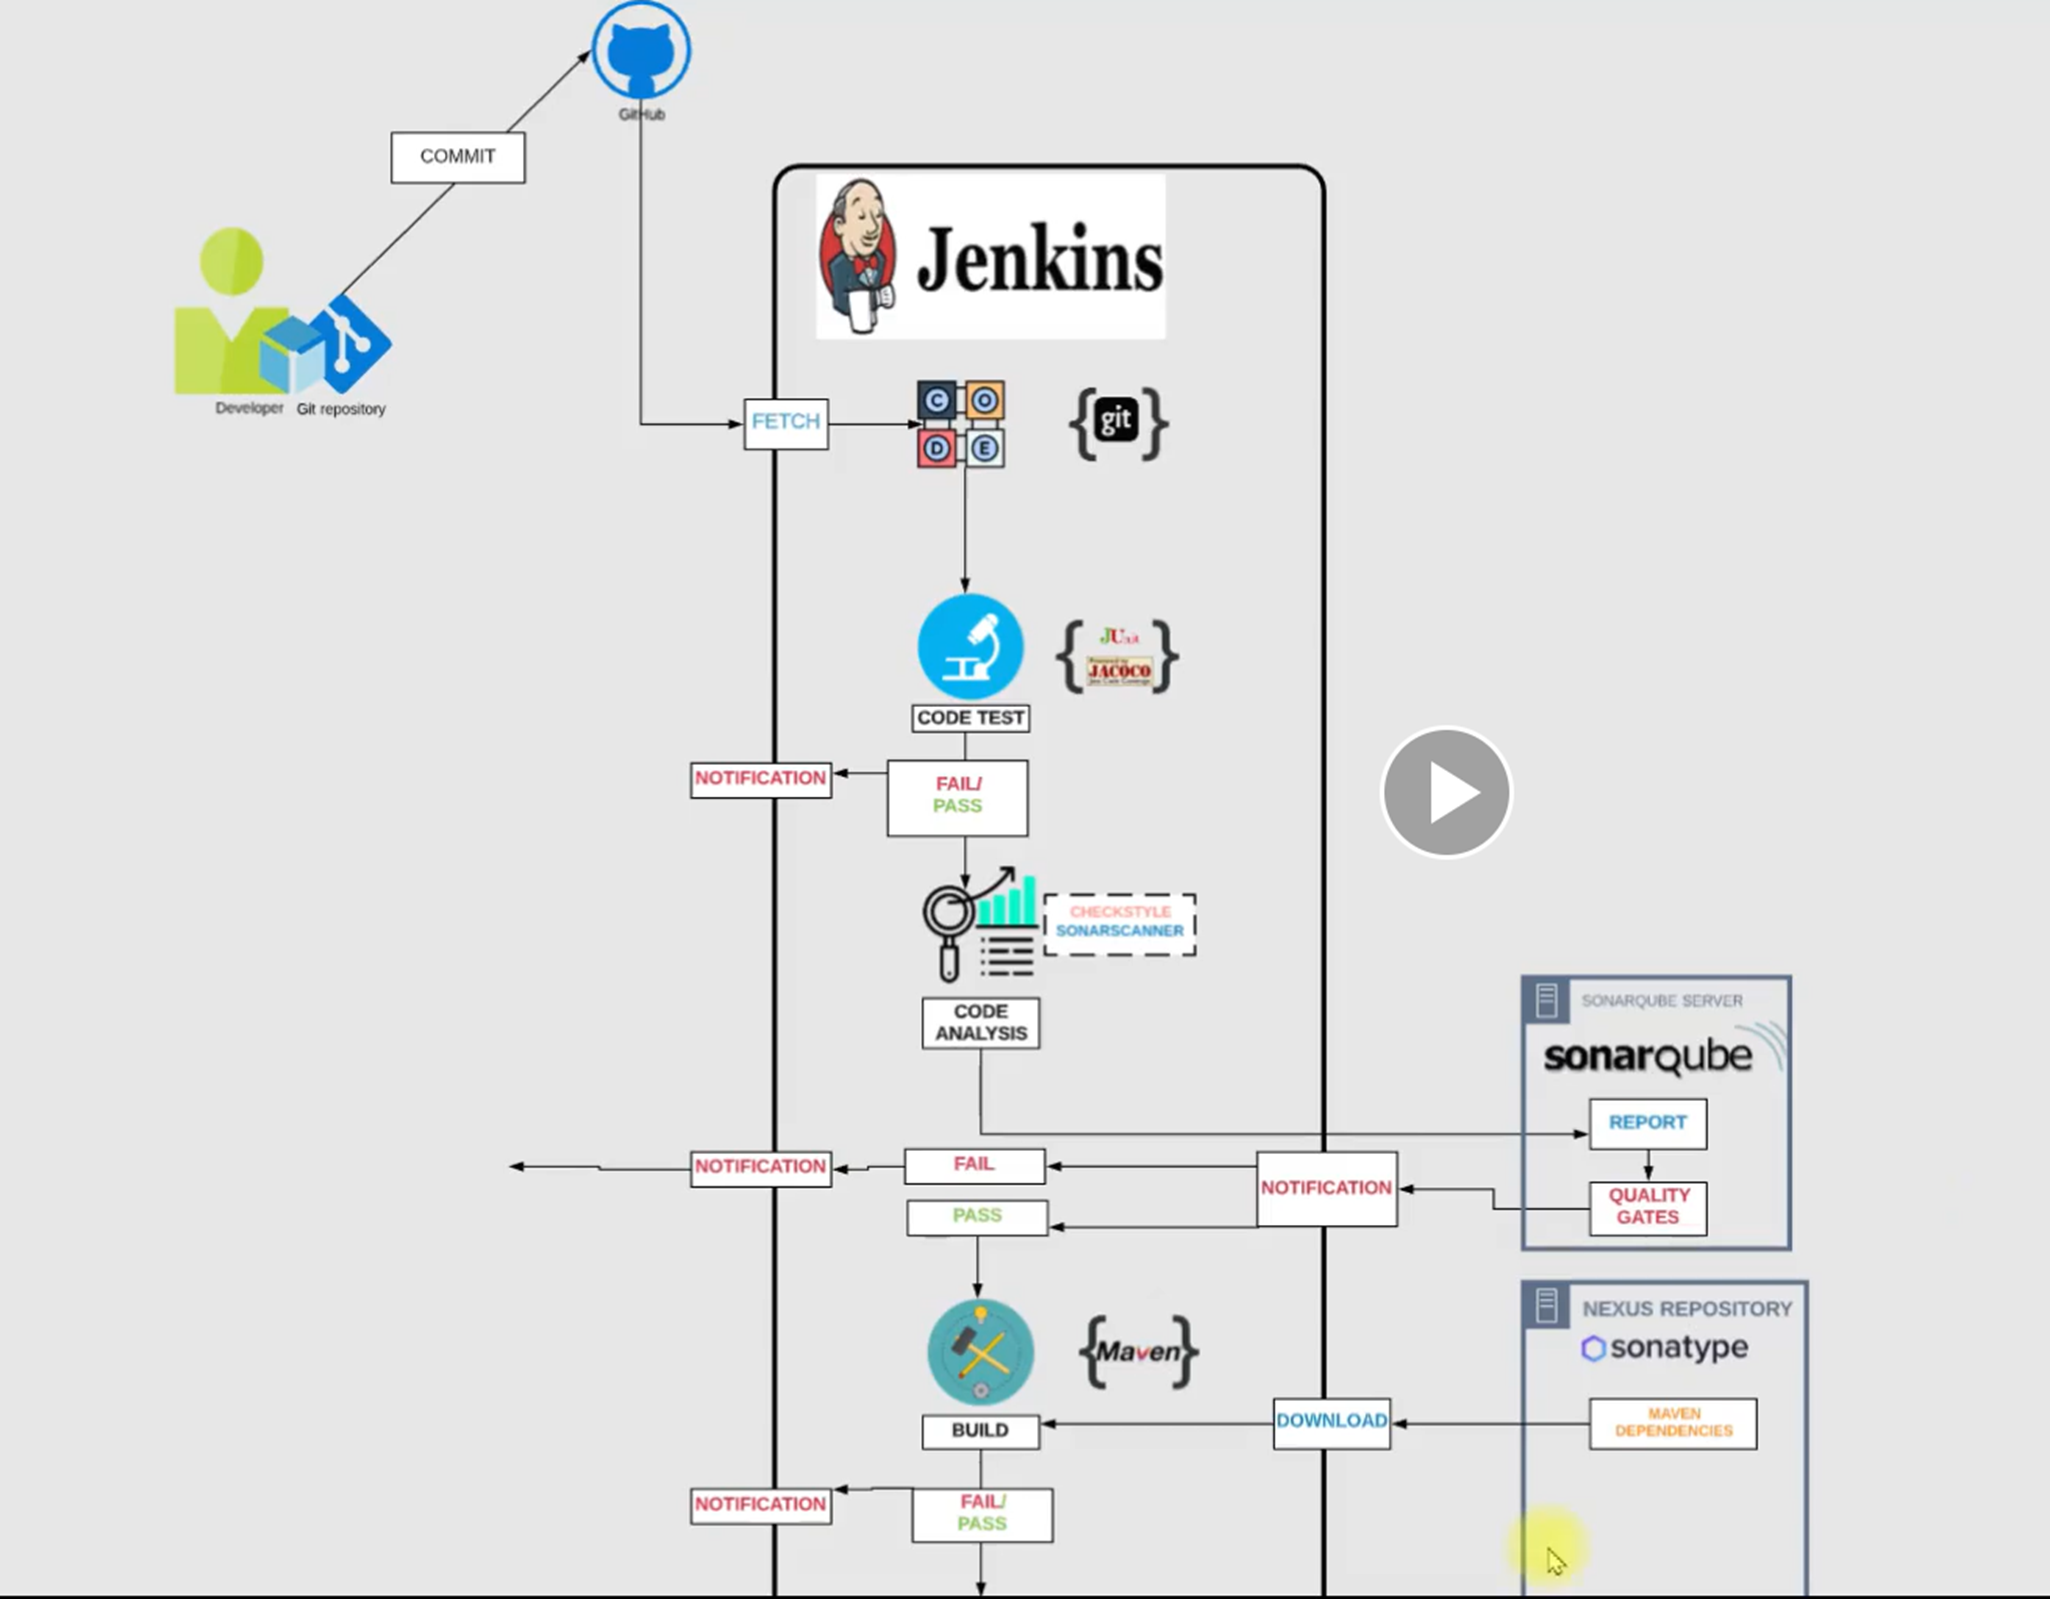 GitHub
COMMIT
Jenkins
Developer
Git repository
FETCH
C O
D E
git
JUnit
JACOCO
CODE TEST
NOTIFICATION
FAIL/
PASS
CHECKSTYLE
SONARSCANNER
CODE
ANALYSIS
SONARQUBE SERVER
sonarqube
REPORT
NOTIFICATION
FAIL
NOTIFICATION
QUALITY
GATES
PASS
NEXUS REPOSITORY
sonatype
Maven
BUILD
DOWNLOAD
MAVEN
DEPENDENCIES
NOTIFICATION
FAIL/
PASS